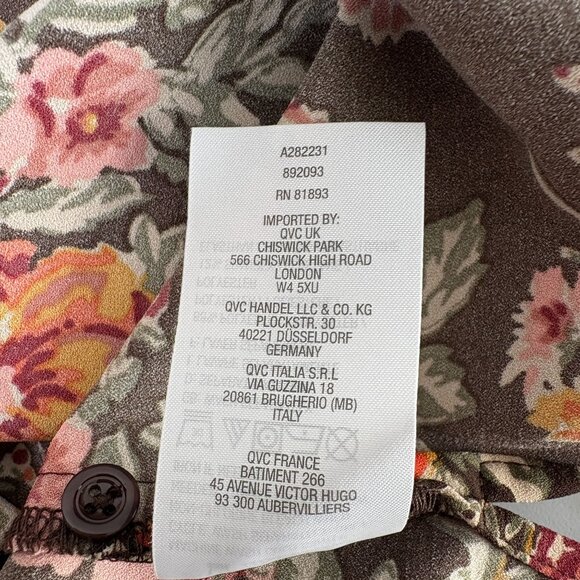 A282231
892093
RN 81893
IMPORTED BY:
QVC UK
CHISWICK PARK
566 CHISWICK HIGH ROAD
LONDON
W4 5XU
QVC HANDEL LLC & CO. KG
PLOCKSTR. 30
40221 DÜSSELDORF
GERMANY
QVC ITALIA S.R.L
VIA GUZZINA 18
20861 BRUGHERIO (MB)
ITALY
QVC FRANCE
BATIMENT 266
45 AVENUE VICTOR HUGO
93 300 AUBERVILLIERS